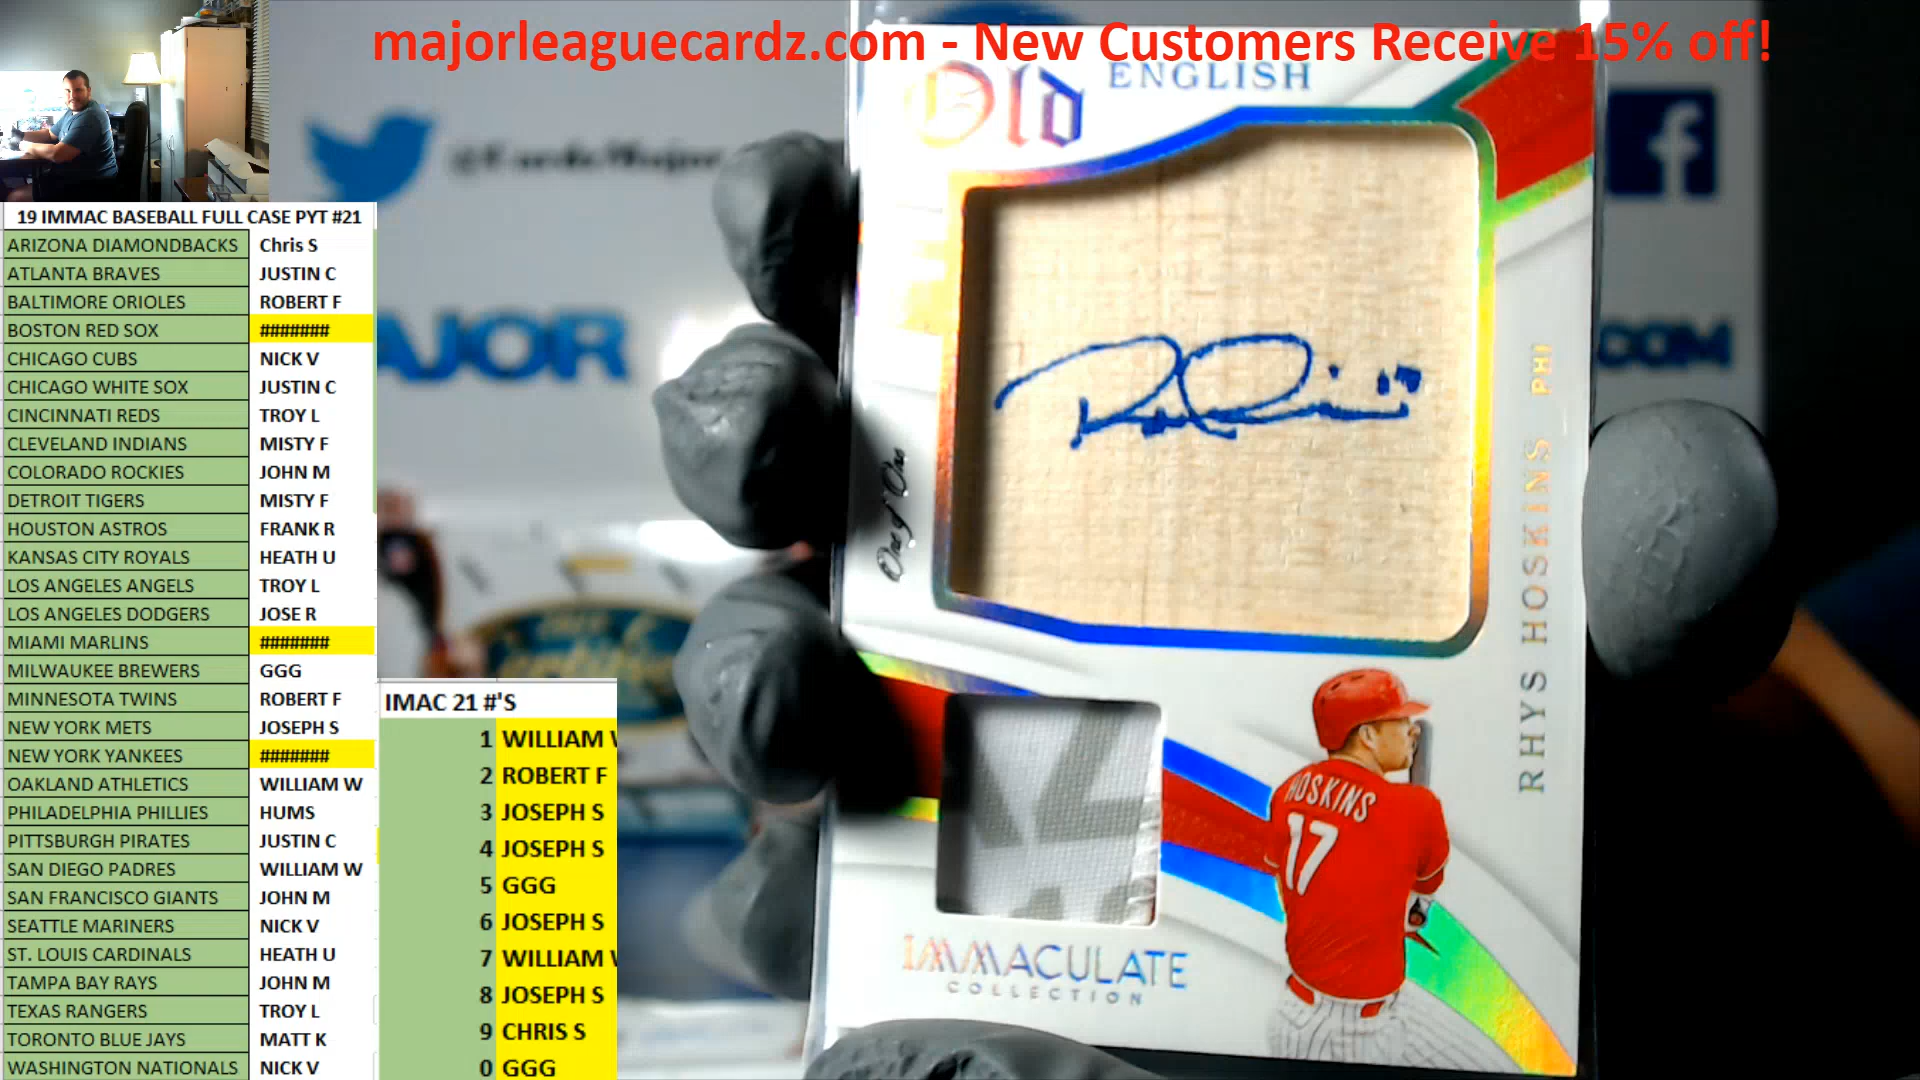 majorleaguecardz.com - New Customers Receive 15% off!
19 IMMAC BASEBALL FULL CASE PYT #21
ARIZONA DIAMONDBACKS Chris S
ATLANTA BRAVES JUSTIN C
BALTIMORE ORIOLES ROBERT F
BOSTON RED SOX #######
CHICAGO CUBS NICK V
CHICAGO WHITE SOX JUSTIN C
CINCINNATI REDS TROY L
CLEVELAND INDIANS MISTY F
COLORADO ROCKIES JOHN M
DETROIT TIGERS MISTY F
HOUSTON ASTROS FRANK R
KANSAS CITY ROYALS HEATH U
LOS ANGELES ANGELS TROY L
LOS ANGELES DODGERS JOSE R
MIAMI MARLINS #######
MILWAUKEE BREWERS GGG
MINNESOTA TWINS ROBERT F
NEW YORK METS JOSEPH S
NEW YORK YANKEES #######
OAKLAND ATHLETICS WILLIAM W
PHILADELPHIA PHILLIES HUMS
PITTSBURGH PIRATES JUSTIN C
SAN DIEGO PADRES WILLIAM W
SAN FRANCISCO GIANTS JOHN M
SEATTLE MARINERS NICK V
ST. LOUIS CARDINALS HEATH U
TAMPA BAY RAYS JOHN M
TEXAS RANGERS TROY L
TORONTO BLUE JAYS MATT K
WASHINGTON NATIONALS NICK V
IMAC 21 #'S
1 WILLIAM
2 ROBERT F
3 JOSEPH S
4 JOSEPH S
5 GGG
6 JOSEPH S
7 WILLIAM
8 JOSEPH S
9 CHRIS S
0 GGG
Old ENGLISH
One of One
RHYS HOSKINS PHI
HOSKINS
17
IMMACULATE
COLLECTION
AJOR
.COM
f